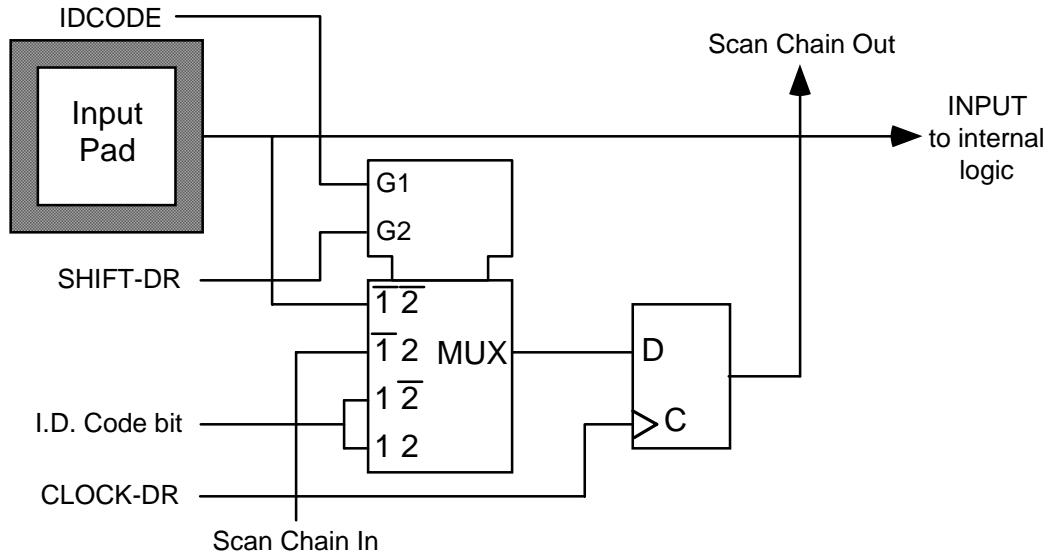 IDCODE
Input
Pad
Scan Chain Out
INPUT
to internal
logic
G1
G2
SHIFT-DR
1̅ 2̅
1̅ 2
MUX
1 2̅
1 2
D
C
I.D. Code bit
CLOCK-DR
Scan Chain In